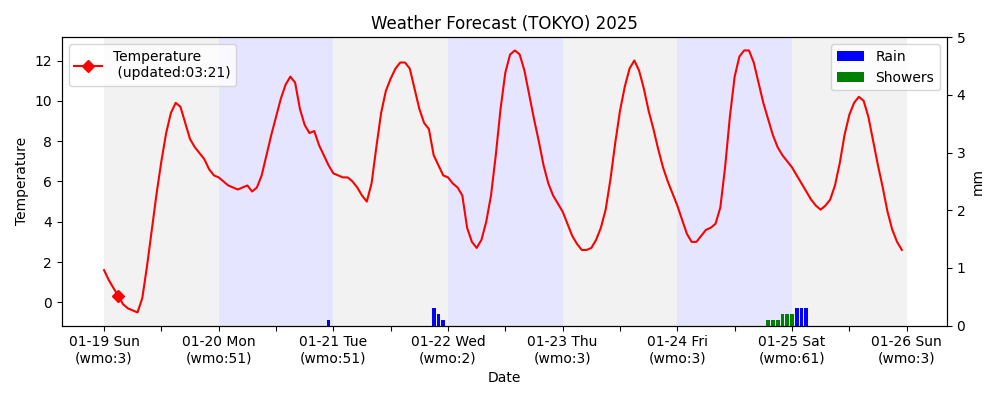 Weather Forecast (TOKYO) 2025
Temperature
(updated:03:21)
Rain
Showers
12
10
8
6
4
2
0
Temperature
5
4
3
2
1
0
mm
01-19 Sun
(wmo:3)
01-20 Mon
(wmo:51)
01-21 Tue
(wmo:51)
01-22 Wed
(wmo:2)
01-23 Thu
(wmo:3)
01-24 Fri
(wmo:3)
01-25 Sat
(wmo:61)
01-26 Sun
(wmo:3)
Date